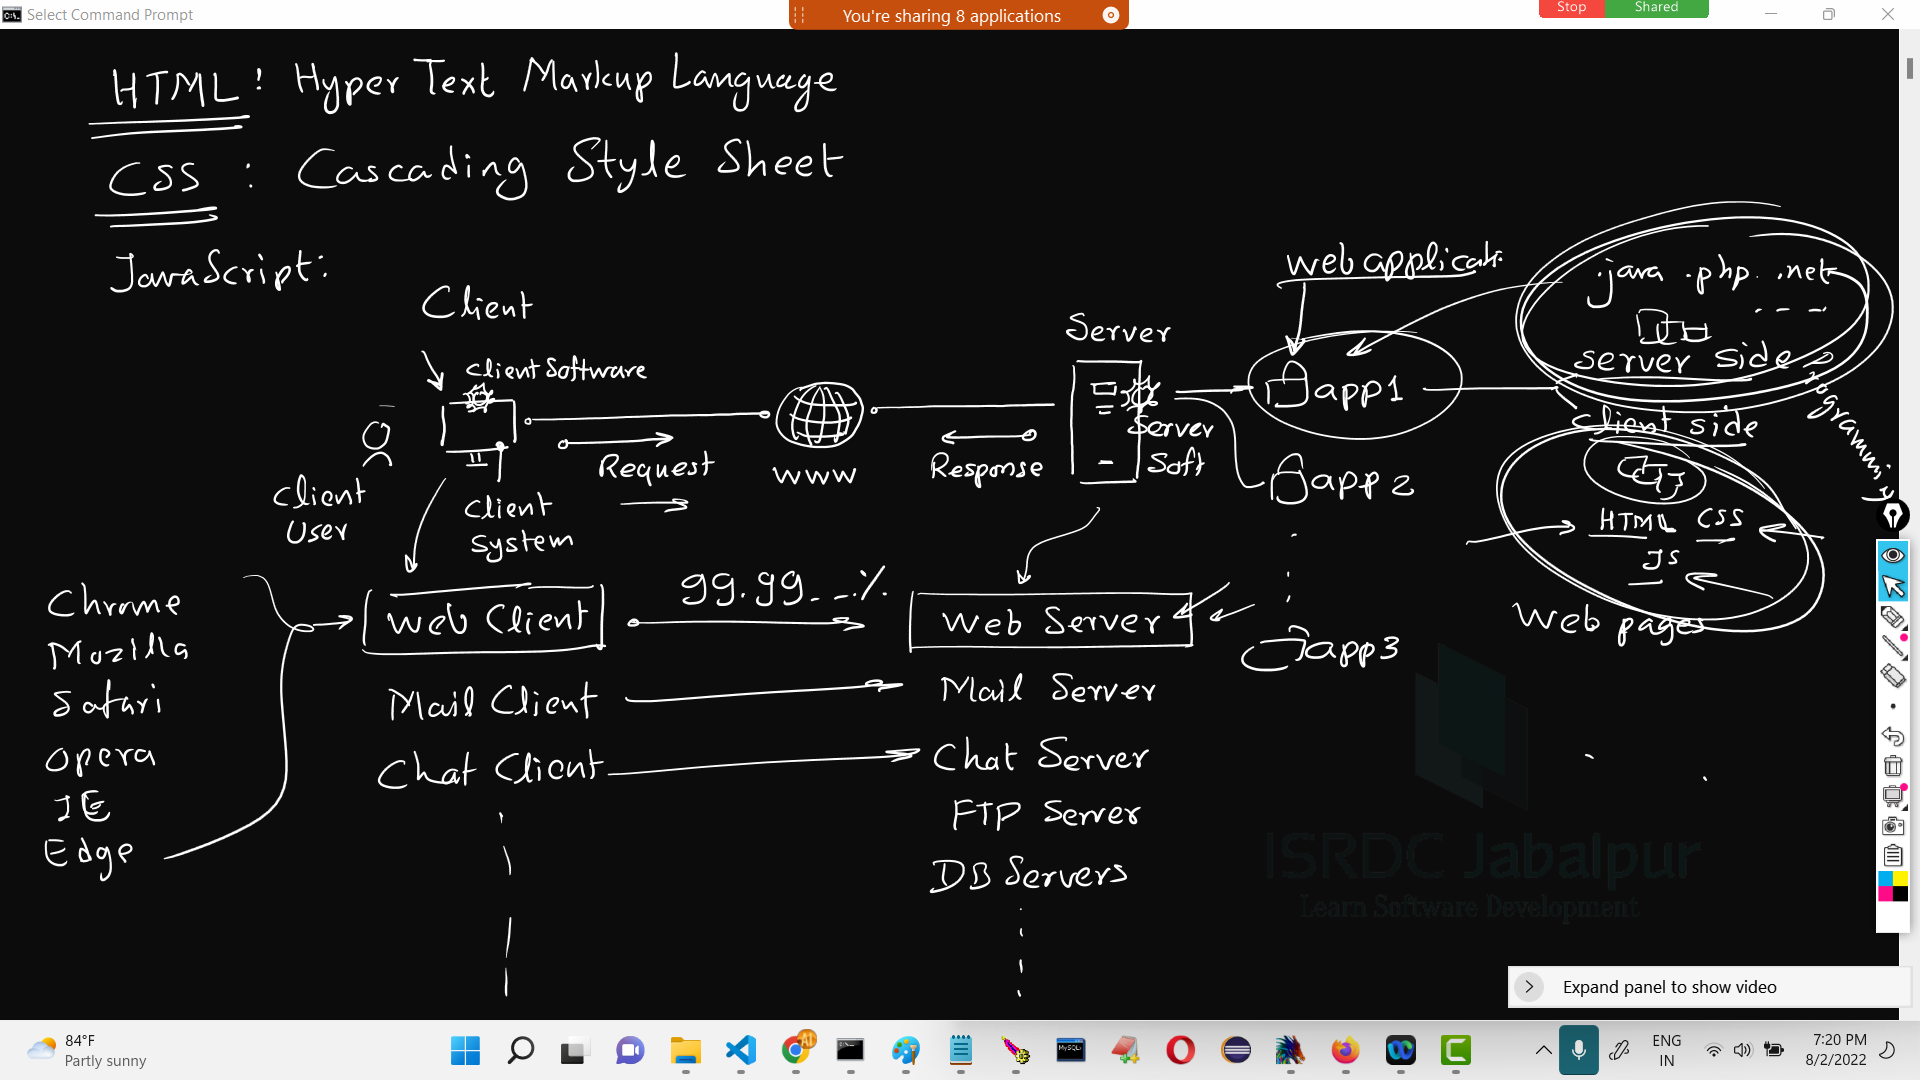 Select Command Prompt
You're sharing 8 applications
Stop Shared
HTML: Hyper Text Markup Language
CSS : Cascading Style Sheet
JavaScript:
Client
Client Software
Client User
Client System
Request
www
Response
Server
Server Soft
web applicati
app1
app2
app3
.java .php .net
server side
rogramming
Client side
HTML CSS
JS
Web pages
Chrome
Mozilla
Safari
Opera
IE
Edge
Web Client 99.99__.% Web Server
Mail Client Mail Server
Chat Client Chat Server
FTP Server
DB Servers
ISRDC Jabalpur
Learn Software Development
Expand panel to show video
84°F
Partly sunny
ENG
IN
7:20 PM
8/2/2022